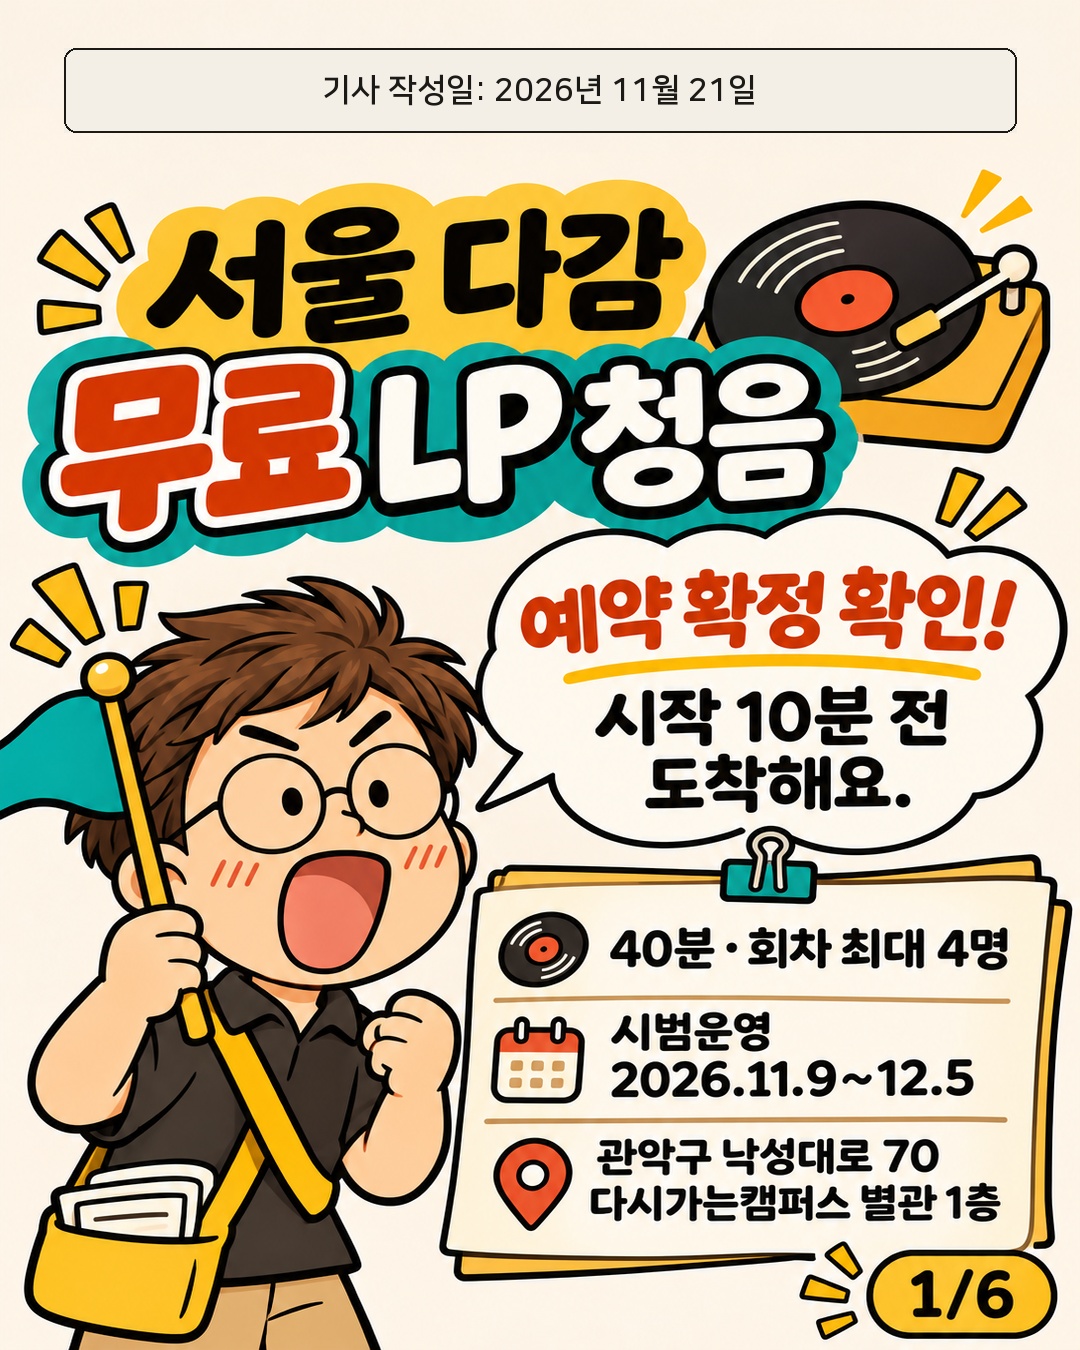 기사 작성일: 2026년 11월 21일
서울 다감
무료 LP 청음
예약 확정 확인!
시작 10분 전
도착해요.
40분 · 회차 최대 4명
시범운영
2026.11.9~12.5
관악구 낙성대로 70
다시가는캠퍼스 별관 1층
1/6